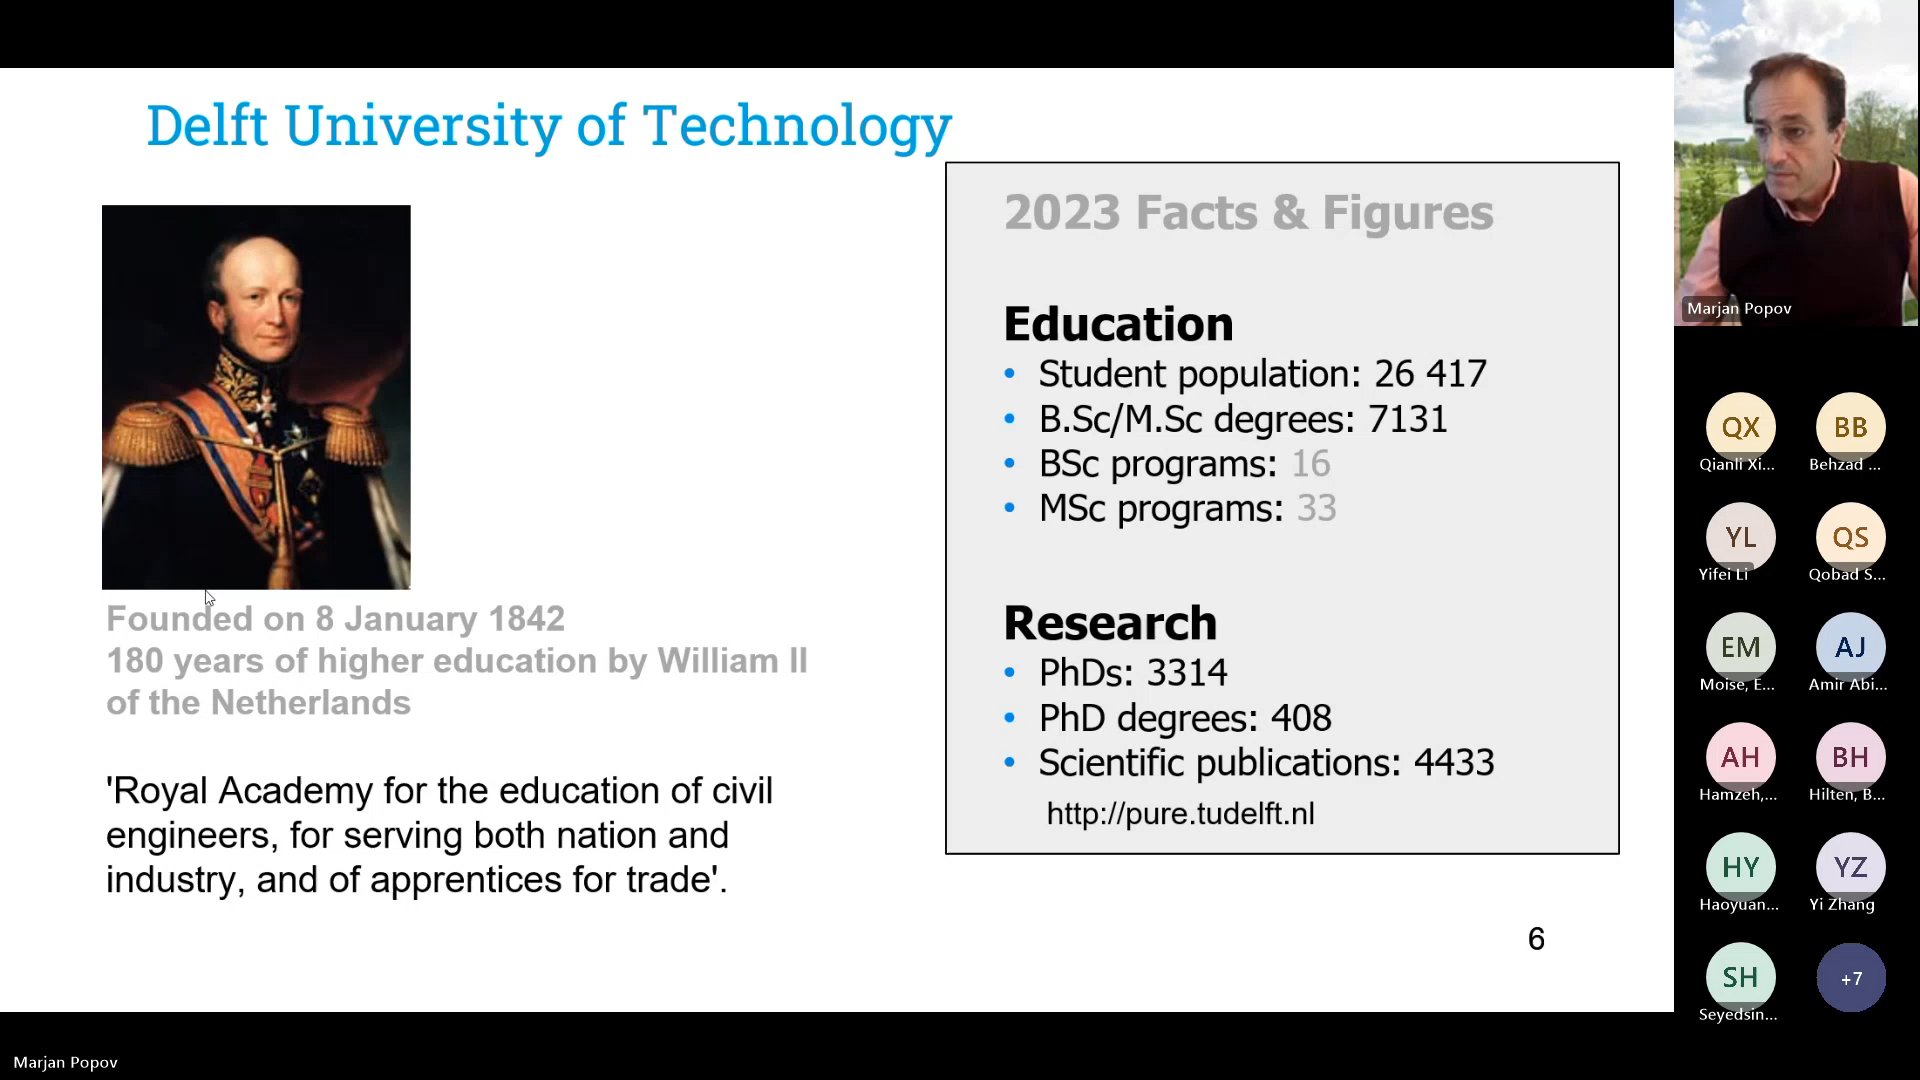 Delft University of Technology
Founded on 8 January 1842
180 years of higher education by William II
of the Netherlands
'Royal Academy for the education of civil
engineers, for serving both nation and
industry, and of apprentices for trade'.
2023 Facts & Figures
Education
• Student population: 26 417
• B.Sc/M.Sc degrees: 7131
• BSc programs: 16
• MSc programs: 33
Research
• PhDs: 3314
• PhD degrees: 408
• Scientific publications: 4433
http://pure.tudelft.nl
6
Marjan Popov
QX
Qianli Xi...
BB
Behzad ...
YL
Yifei Li
QS
Qobad S...
EM
Moise, E...
AJ
Amir Abi...
AH
Hamzeh,...
BH
Hilten, B...
HY
Haoyuan...
YZ
Yi Zhang
SH
Seyedsin...
+7
Marjan Popov